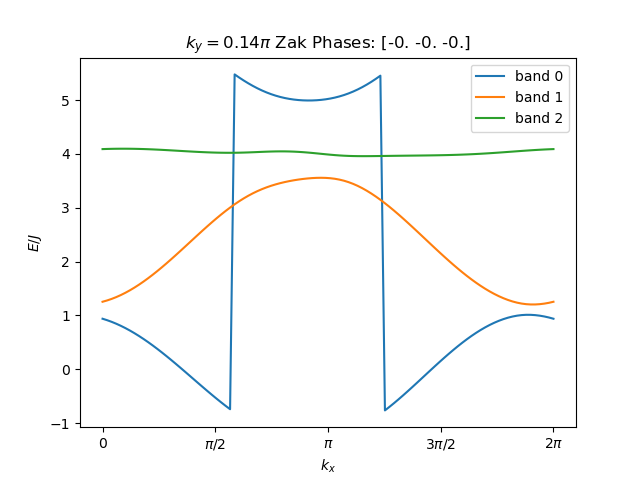 k_y = 0.14π Zak Phases: [-0. -0. -0.]
band 0
band 1
band 2
E/J
5
4
3
2
1
0
−1
0 π/2 π 3π/2 2π
k_x